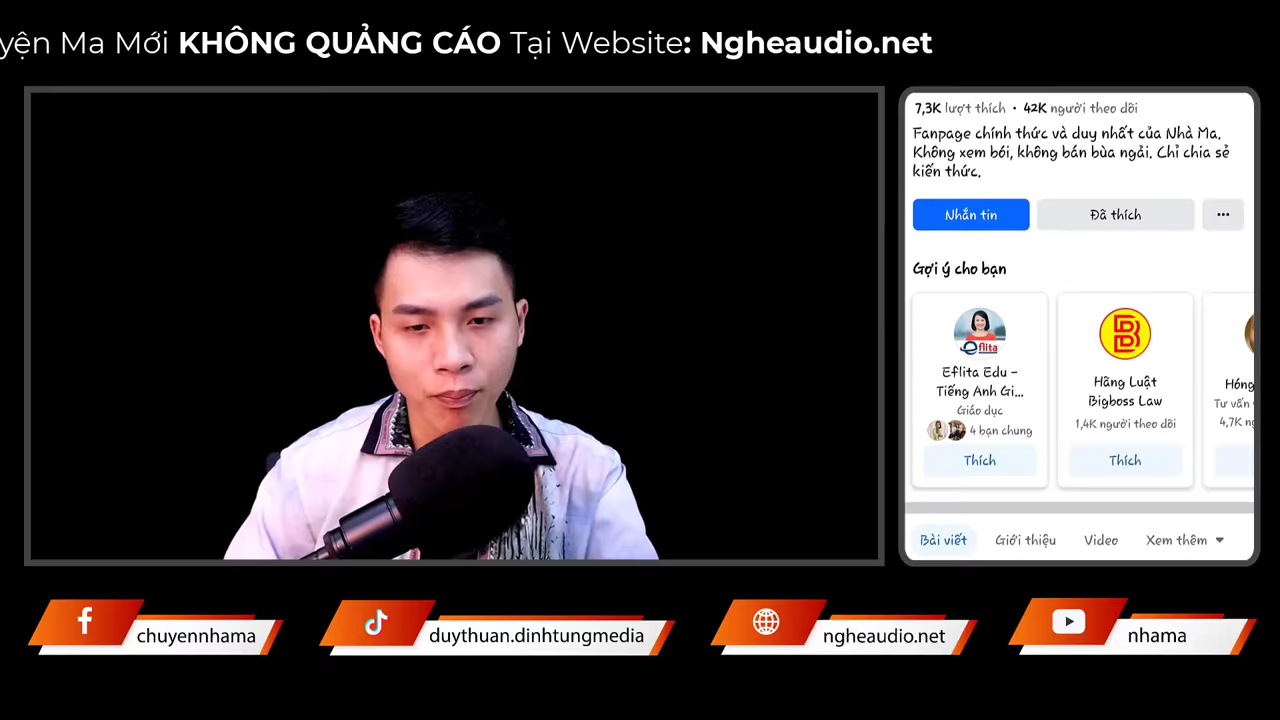 yện Ma Mới KHÔNG QUẢNG CÁO Tại Website: Ngheaudio.net
7,3K lượt thích • 42K người theo dõi
Fanpage chính thức và duy nhất của Nhà Ma.
Không xem bói, không bán bùa ngải. Chỉ chia sẻ
kiến thức.
Nhắn tin
Đã thích
Gợi ý cho bạn
eflita
Eflita Edu –
Tiếng Anh Gi...
Giáo dục
4 bạn chung
Thích
Hãng Luật
Bigboss Law
1,4K người theo dõi
Thích
Hóng
Tư vấn
4,7K
Bài viết
Giới thiệu
Video
Xem thêm
chuyennhama
duythuan.dinhtungmedia
ngheaudio.net
nhama